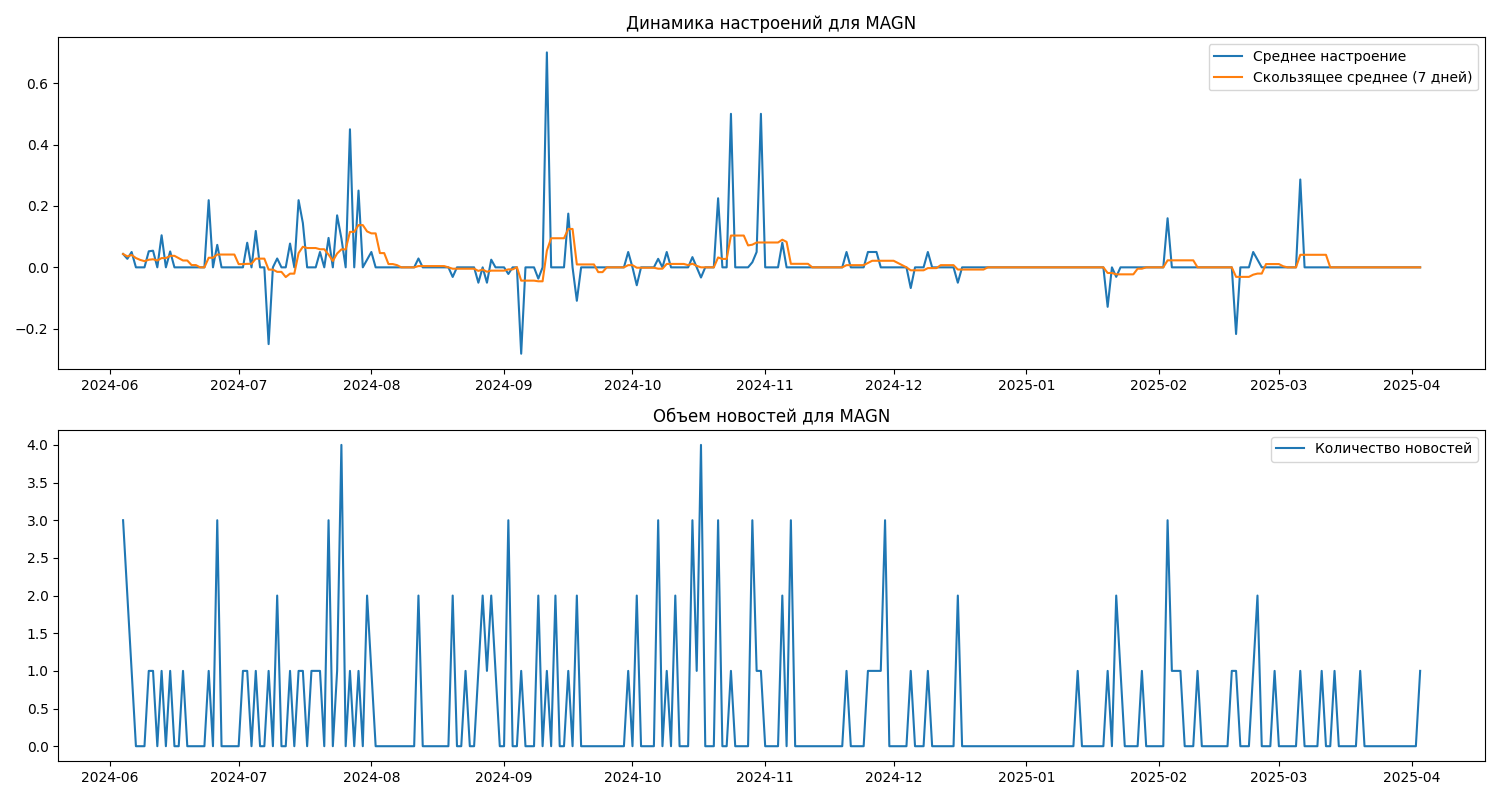 Динамика настроений для MAGN
Среднее настроение
Скользящее среднее (7 дней)
0.6
0.4
0.2
0.0
−0.2
2024-06 2024-07 2024-08 2024-09 2024-10 2024-11 2024-12 2025-01 2025-02 2025-03 2025-04
Объем новостей для MAGN
Количество новостей
4.0
3.5
3.0
2.5
2.0
1.5
1.0
0.5
0.0
2024-06 2024-07 2024-08 2024-09 2024-10 2024-11 2024-12 2025-01 2025-02 2025-03 2025-04